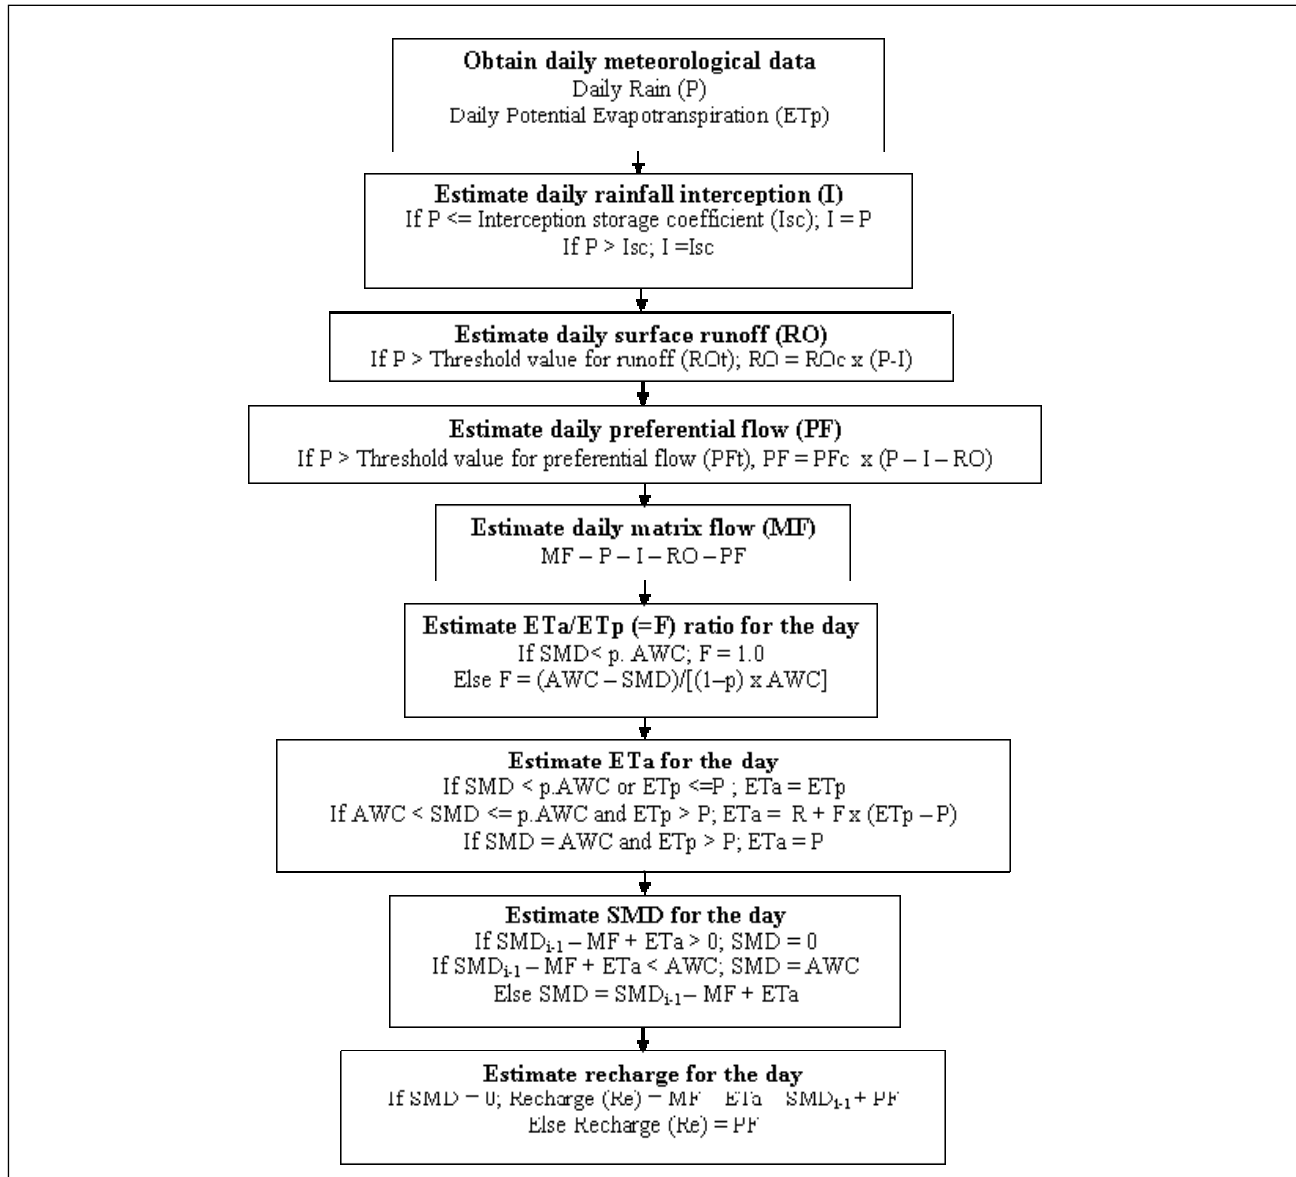 Obtain daily meteorological data
Daily Rain (P)
Daily Potential Evapotranspiration (ETp)
Estimate daily rainfall interception (I)
If P <= Interception storage coefficient (Isc); I = P
If P > Isc; I =Isc
Estimate daily surface runoff (RO)
If P > Threshold value for runoff (ROt); RO = ROc x (P-I)
Estimate daily preferential flow (PF)
If P > Threshold value for preferential flow (PFt), PF = PFc x (P – I – RO)
Estimate daily matrix flow (MF)
MF – P – I – RO – PF
Estimate ETa/ETp (=F) ratio for the day
If SMD< p. AWC; F = 1.0
Else F = (AWC – SMD)/[(1–p) x AWC]
Estimate ETa for the day
If SMD < p.AWC or ETp <=P ; ETa = ETp
If AWC < SMD <= p.AWC and ETp > P; ETa = R + F x (ETp – P)
If SMD = AWC and ETp > P; ETa = P
Estimate SMD for the day
If SMDi-1 – MF + ETa > 0; SMD = 0
If SMDi-1 – MF + ETa < AWC; SMD = AWC
Else SMD = SMDi-1 – MF + ETa
Estimate recharge for the day
If SMD = 0; Recharge (Re) = MF ETa SMDi-1 + PF
Else Recharge (Re) = PF